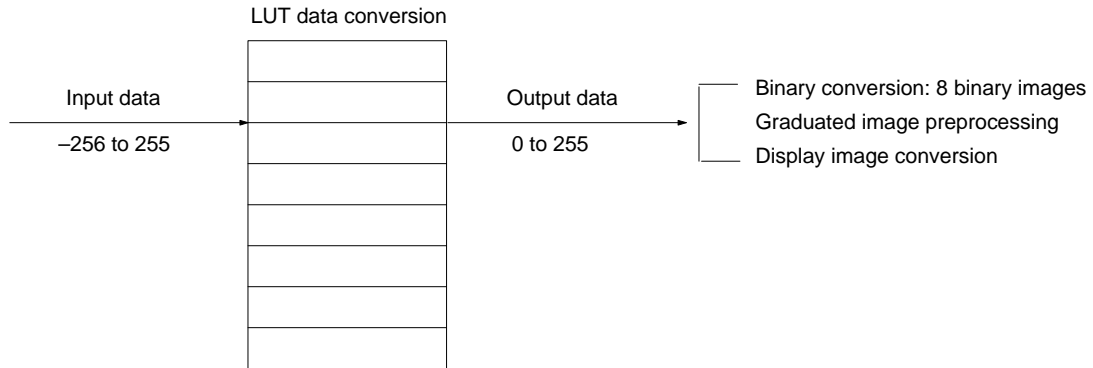 LUT data conversion
Input data
–256 to 255
Output data
0 to 255
Binary conversion: 8 binary images
Graduated image preprocessing
Display image conversion